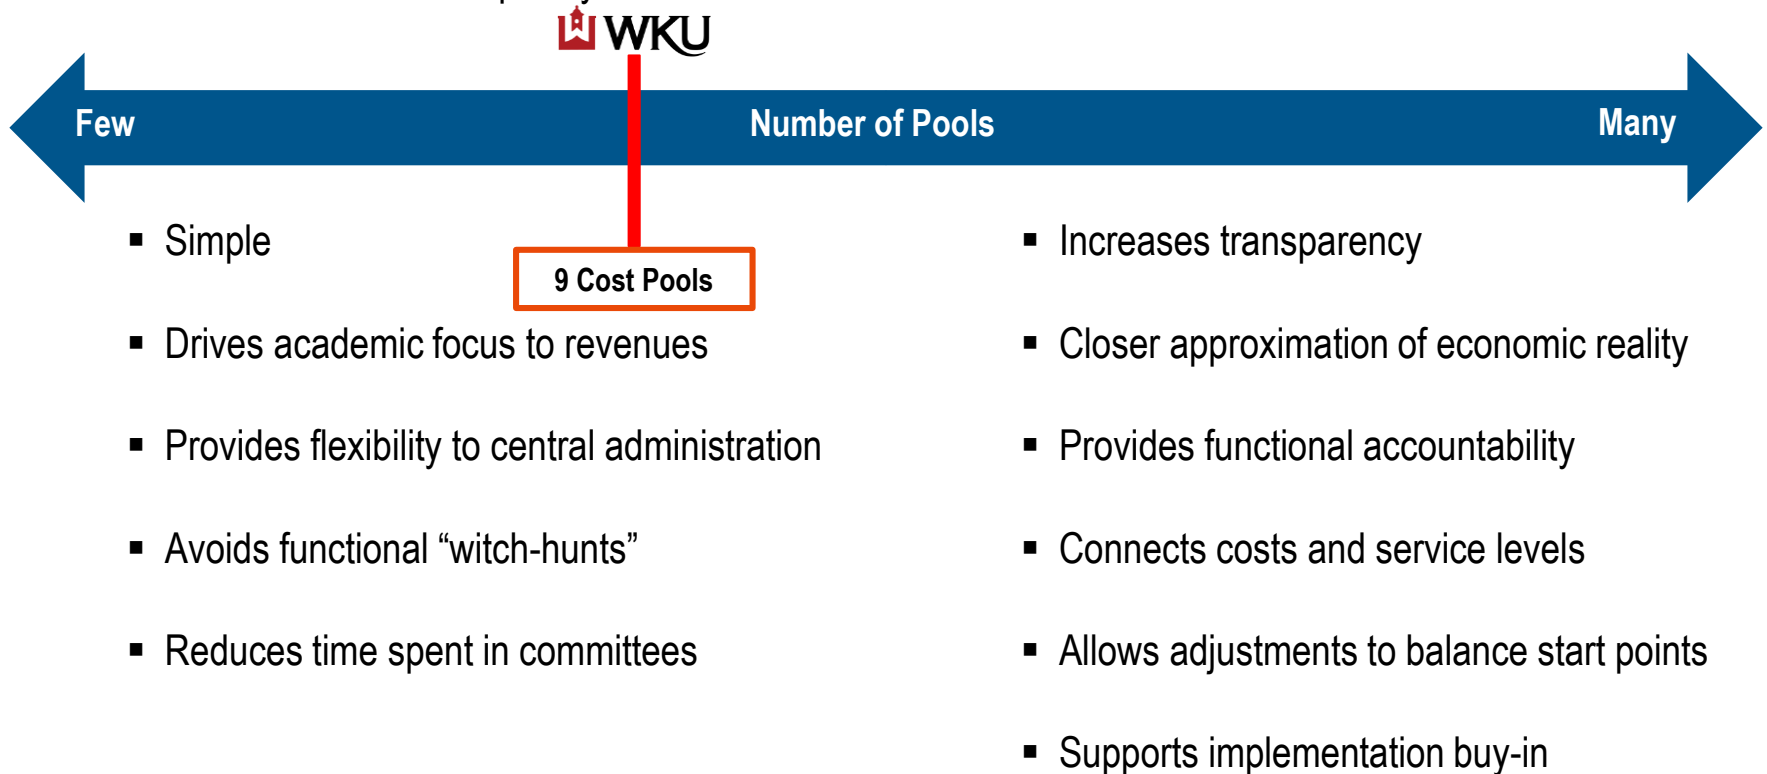 WKU
Few
Number of Pools
Many
9 Cost Pools
▪ Simple
▪ Drives academic focus to revenues
▪ Provides flexibility to central administration
▪ Avoids functional “witch-hunts”
▪ Reduces time spent in committees
▪ Increases transparency
▪ Closer approximation of economic reality
▪ Provides functional accountability
▪ Connects costs and service levels
▪ Allows adjustments to balance start points
▪ Supports implementation buy-in